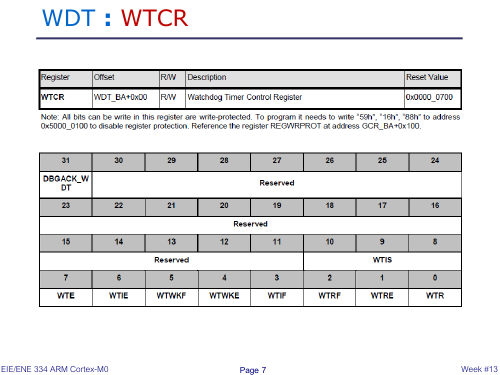 WDT : WTCR
Register Offset R/W Description Reset Value
WTCR WDT_BA+0x00 R/W Watchdog Timer Control Register 0x0000_0700
Note: All bits can be write in this register are write-protected. To program it needs to write "59h", "16h", "88h" to address
0x5000_0100 to disable register protection. Reference the register REGWRPROT at address GCR_BA+0x100.
31 30 29 28 27 26 25 24
DBGACK_W
DT
Reserved
23 22 21 20 19 18 17 16
Reserved
15 14 13 12 11 10 9 8
Reserved WTIS
7 6 5 4 3 2 1 0
WTE WTIE WTWKF WTWKE WTIF WTRF WTRE WTR
EIE/ENE 334 ARM Cortex-M0 Page 7 Week #13